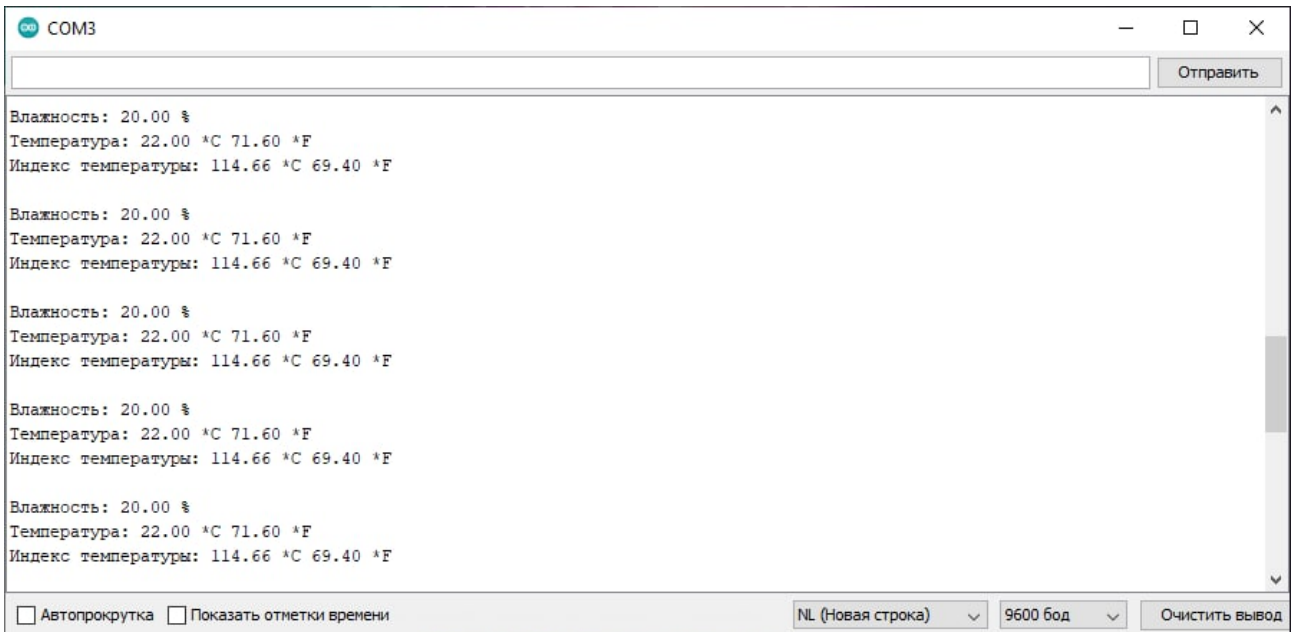 COM3
Отправить
Влажность: 20.00 %
Температура: 22.00 *C 71.60 *F
Индекс температуры: 114.66 *C 69.40 *F
Влажность: 20.00 %
Температура: 22.00 *C 71.60 *F
Индекс температуры: 114.66 *C 69.40 *F
Влажность: 20.00 %
Температура: 22.00 *C 71.60 *F
Индекс температуры: 114.66 *C 69.40 *F
Влажность: 20.00 %
Температура: 22.00 *C 71.60 *F
Индекс температуры: 114.66 *C 69.40 *F
Влажность: 20.00 %
Температура: 22.00 *C 71.60 *F
Индекс температуры: 114.66 *C 69.40 *F
Автопрокрутка Показать отметки времени NL (Новая строка) 9600 бод Очистить вывод